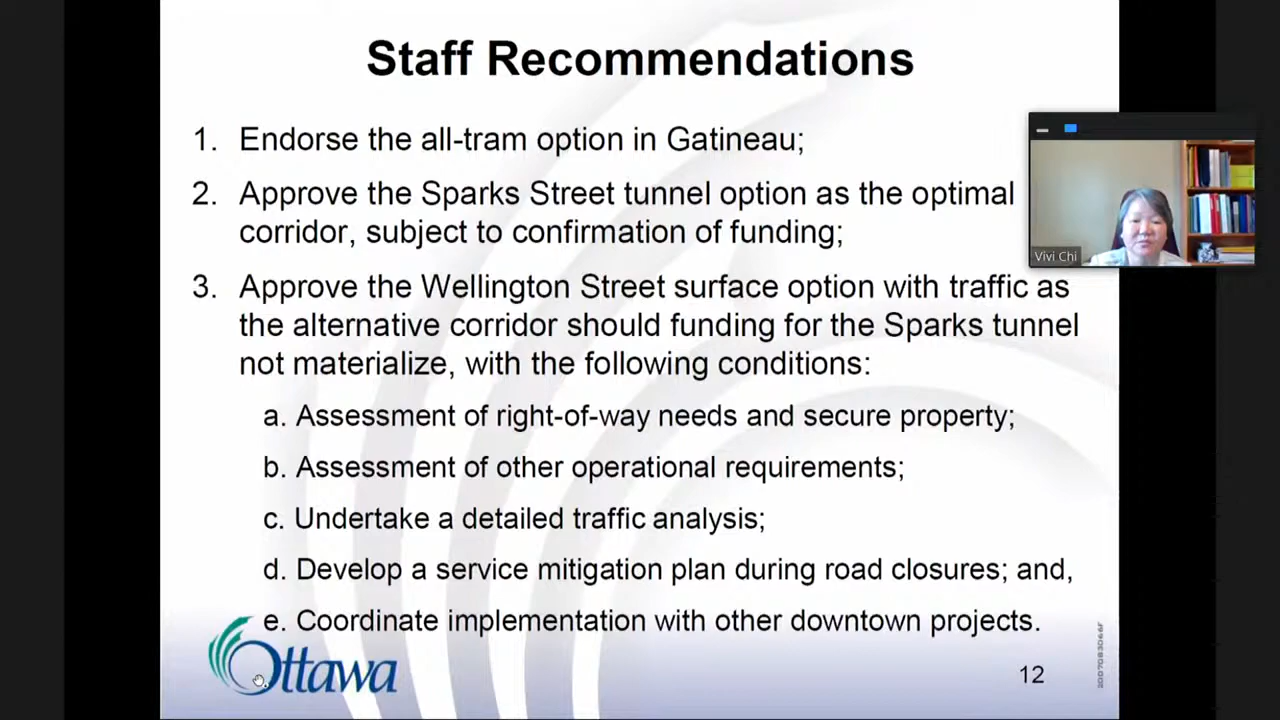 Staff Recommendations
1. Endorse the all-tram option in Gatineau;
2. Approve the Sparks Street tunnel option as the optimal
corridor, subject to confirmation of funding;
3. Approve the Wellington Street surface option with traffic as
the alternative corridor should funding for the Sparks tunnel
not materialize, with the following conditions:
a. Assessment of right-of-way needs and secure property;
b. Assessment of other operational requirements;
c. Undertake a detailed traffic analysis;
d. Develop a service mitigation plan during road closures; and,
e. Coordinate implementation with other downtown projects.
Vivi Chi
Ottawa
12